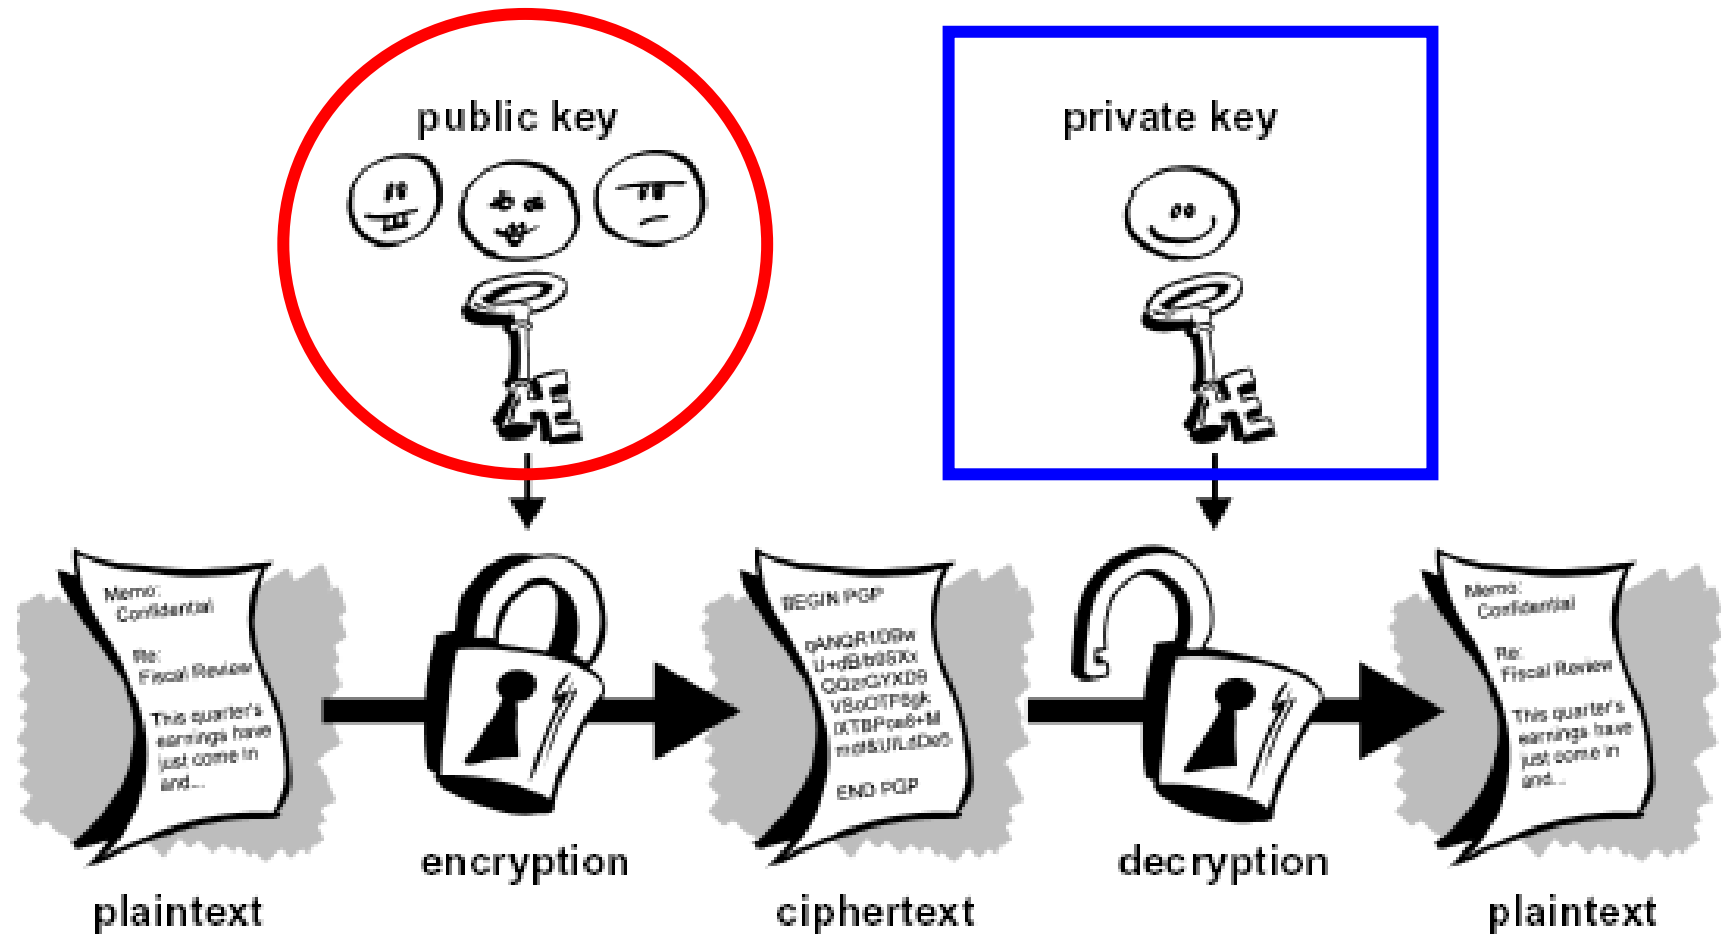 public key
private key
Memo:
Confidential
Re:
Fiscal Review
This quarter's
earnings have
just come in
and...
BEGIN PGP
END PGP
Memo:
Confidential
Re:
Fiscal Review
This quarter's
earnings have
just come in
and...
encryption
decryption
plaintext
ciphertext
plaintext